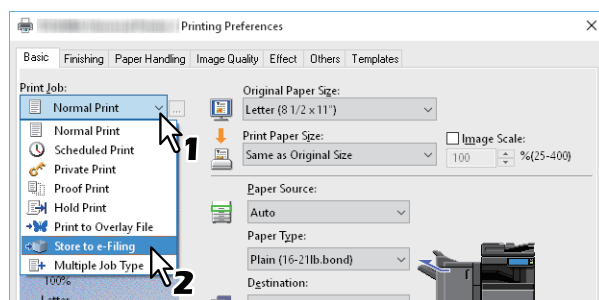 Printing Preferences
Basic Finishing Paper Handling Image Quality Effect Others Templates
Print Job:
Normal Print
...
Normal Print
Scheduled Print
Private Print
Proof Print
Hold Print
Print to Overlay File
Store to e-Filing
Multiple Job Type
100%
1
2
Original Paper Size:
Letter (8 1/2 x 11")
Print Paper Size:
Same as Original Size
Image Scale:
100 %(25-400)
Paper Source:
Auto
Paper Type:
Plain (16-21lb.bond)
Destination: